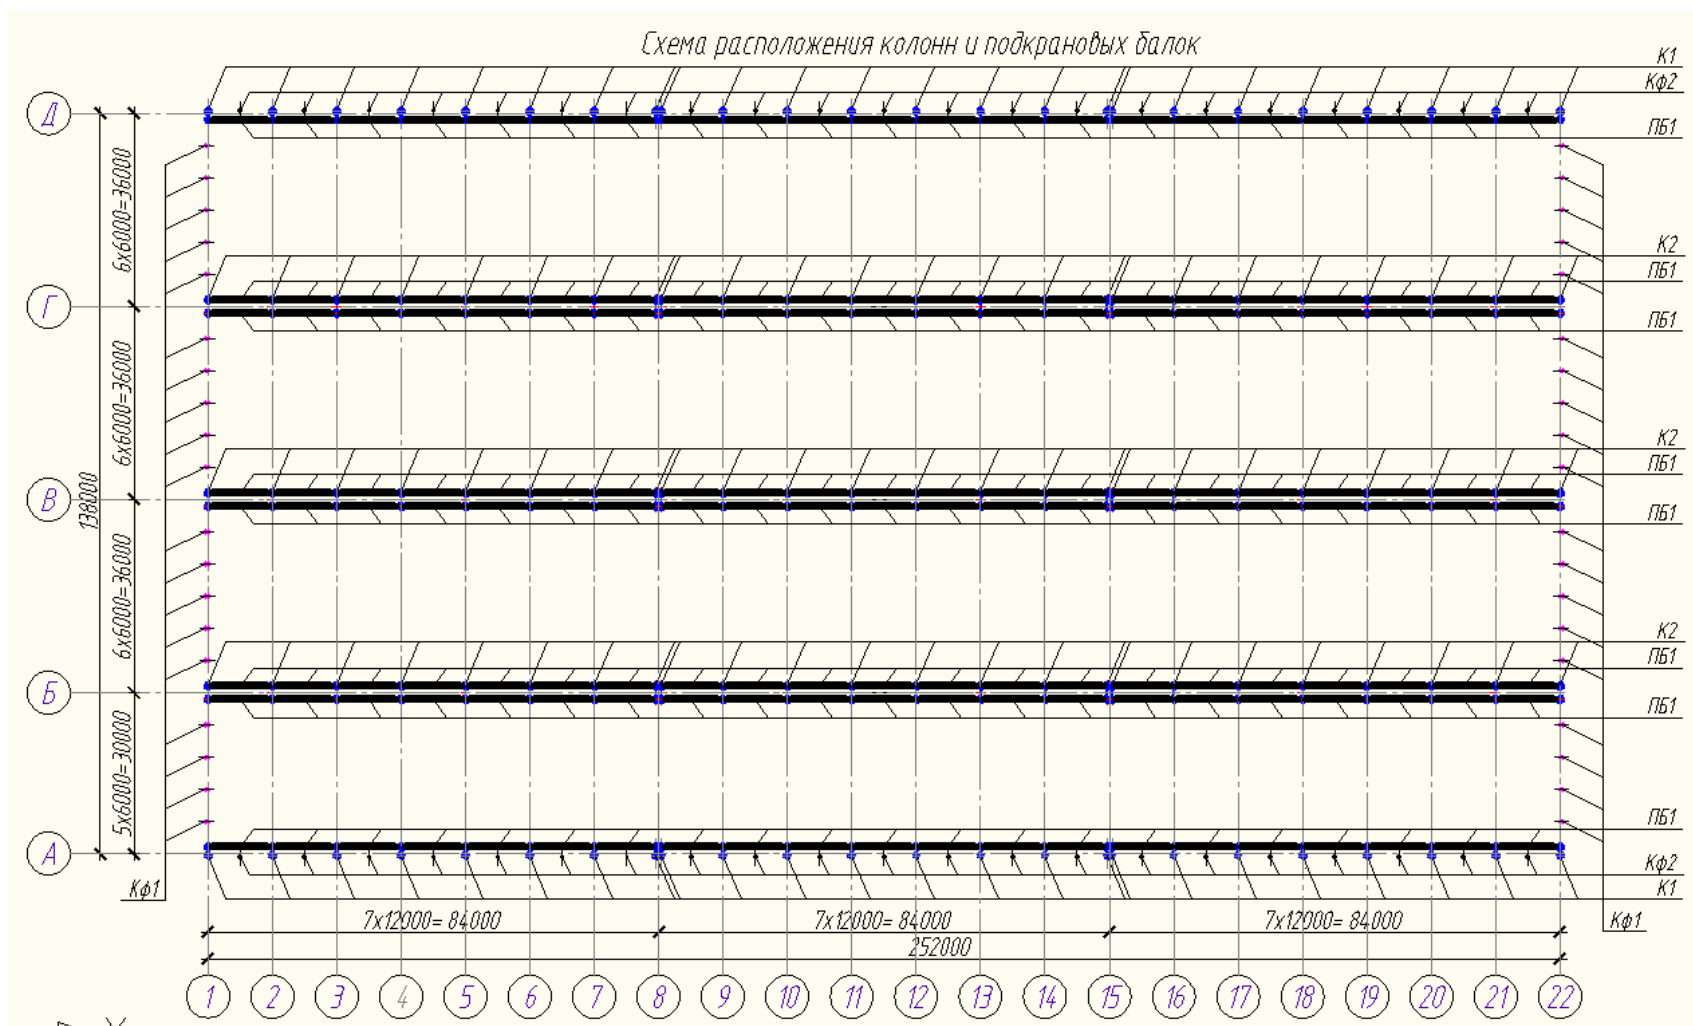 Схема расположения колонн и подкрановых балок
К1
Кф2
Д
ПБ1
6х6000=36000
К2
ПБ1
Г
ПБ1
6х6000=36000
К2
ПБ1
В
138000
ПБ1
6х6000=36000
К2
ПБ1
Б
ПБ1
5х6000=30000
ПБ1
А
Кф2
Кф1
К1
7х12000= 84000
7х12000= 84000
7х12000= 84000
Кф1
252000
1 2 3 4 5 6 7 8 9 10 11 12 13 14 15 16 17 18 19 20 21 22